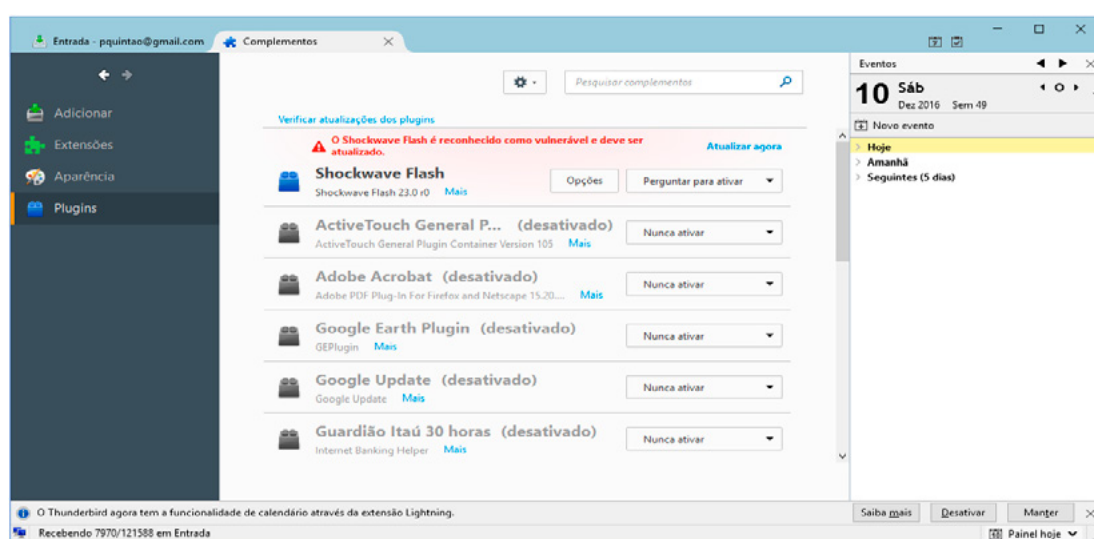 Entrada - pquintao@gmail.com
Complementos
Adicionar
Extensões
Aparência
Plugins
Pesquisar complementos
Verificar atualizações dos plugins
O Shockwave Flash é reconhecido como vulnerável e deve ser
atualizado.
Atualizar agora
Shockwave Flash
Shockwave Flash 23.0 r0 Mais
Opções
Perguntar para ativar
ActiveTouch General P... (desativado)
ActiveTouch General Plugin Container Version 105 Mais
Nunca ativar
Adobe Acrobat (desativado)
Adobe PDF Plug-In For Firefox and Netscape 15.20.... Mais
Nunca ativar
Google Earth Plugin (desativado)
GEPlugin Mais
Nunca ativar
Google Update (desativado)
Google Update Mais
Nunca ativar
Guardião Itaú 30 horas (desativado)
Internet Banking Helper Mais
Nunca ativar
Eventos
10 Sáb
Dez 2016 Sem 49
Novo evento
Hoje
Amanhã
Seguintes (5 dias)
O Thunderbird agora tem a funcionalidade de calendário através da extensão Lightning.
Saiba mais
Desativar
Manter
Recebendo 7970/121588 em Entrada
Painel hoje